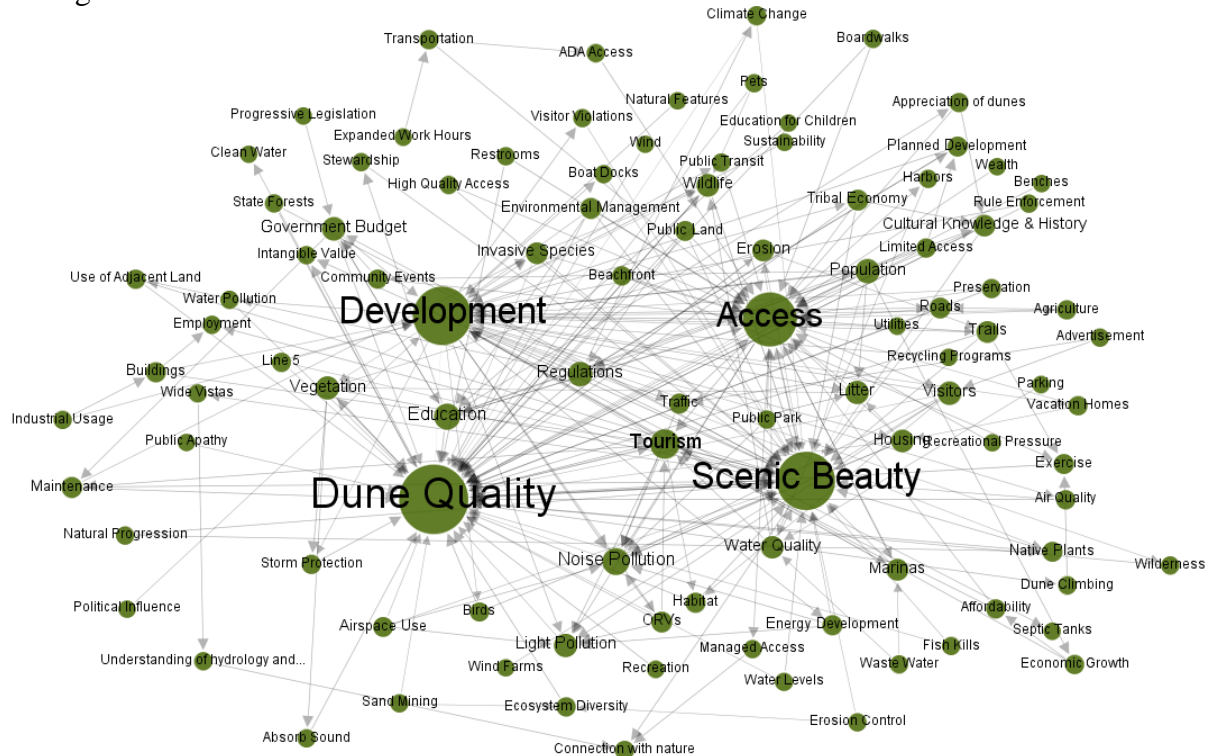 Climate Change
Transportation
Boardwalks
ADA Access
Pets
Natural Features
Appreciation of dunes
Progressive Legislation
Visitor Violations
Education for Children
Expanded Work Hours
Wind
Sustainability
Planned Development
Clean Water
Stewardship
Restrooms
Public Transit
Wealth
High Quality Access
Boat Docks
Wildlife
Harbors
Benches
State Forests
Environmental Management
Tribal Economy
Rule Enforcement
Government Budget
Public Land
Cultural Knowledge & History
Intangible Value
Invasive Species
Erosion
Limited Access
Use of Adjacent Land
Community Events
Beachfront
Population
Preservation
Water Pollution
Development
Access
Roads
Agriculture
Employment
Utilities
Trails
Advertisement
Line 5
Recycling Programs
Buildings
Regulations
Wide Vistas
Vegetation
Litter
Visitors
Parking
Industrial Usage
Education
Traffic
Public Park
Vacation Homes
Public Apathy
Tourism
Housing
Recreational Pressure
Exercise
Maintenance
Dune Quality
Scenic Beauty
Air Quality
Natural Progression
Storm Protection
Noise Pollution
Water Quality
Native Plants
Marinas
Wilderness
Dune Climbing
Political Influence
Birds
Habitat
Affordability
Airspace Use
ORVs
Energy Development
Septic Tanks
Understanding of hydrology and...
Light Pollution
Managed Access
Fish Kills
Wind Farms
Recreation
Waste Water
Economic Growth
Water Levels
Sand Mining
Ecosystem Diversity
Erosion Control
Absorb Sound
Connection with nature